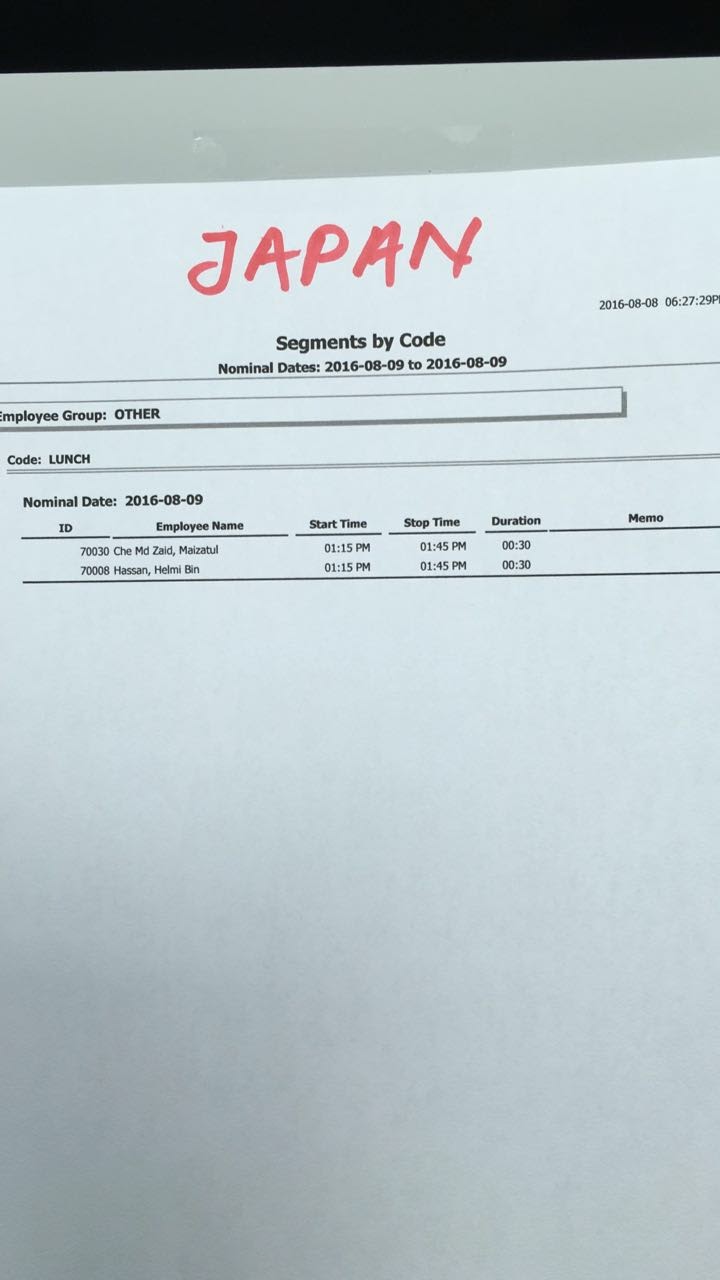 JAPAN
2016-08-08 06:27:29P
Segments by Code
Nominal Dates: 2016-08-09 to 2016-08-09
Employee Group: OTHER
Code: LUNCH
Nominal Date: 2016-08-09
ID Employee Name Start Time Stop Time Duration Memo
70030 Che Md Zaid, Maizatul 01:15 PM 01:45 PM 00:30
70008 Hassan, Helmi Bin 01:15 PM 01:45 PM 00:30